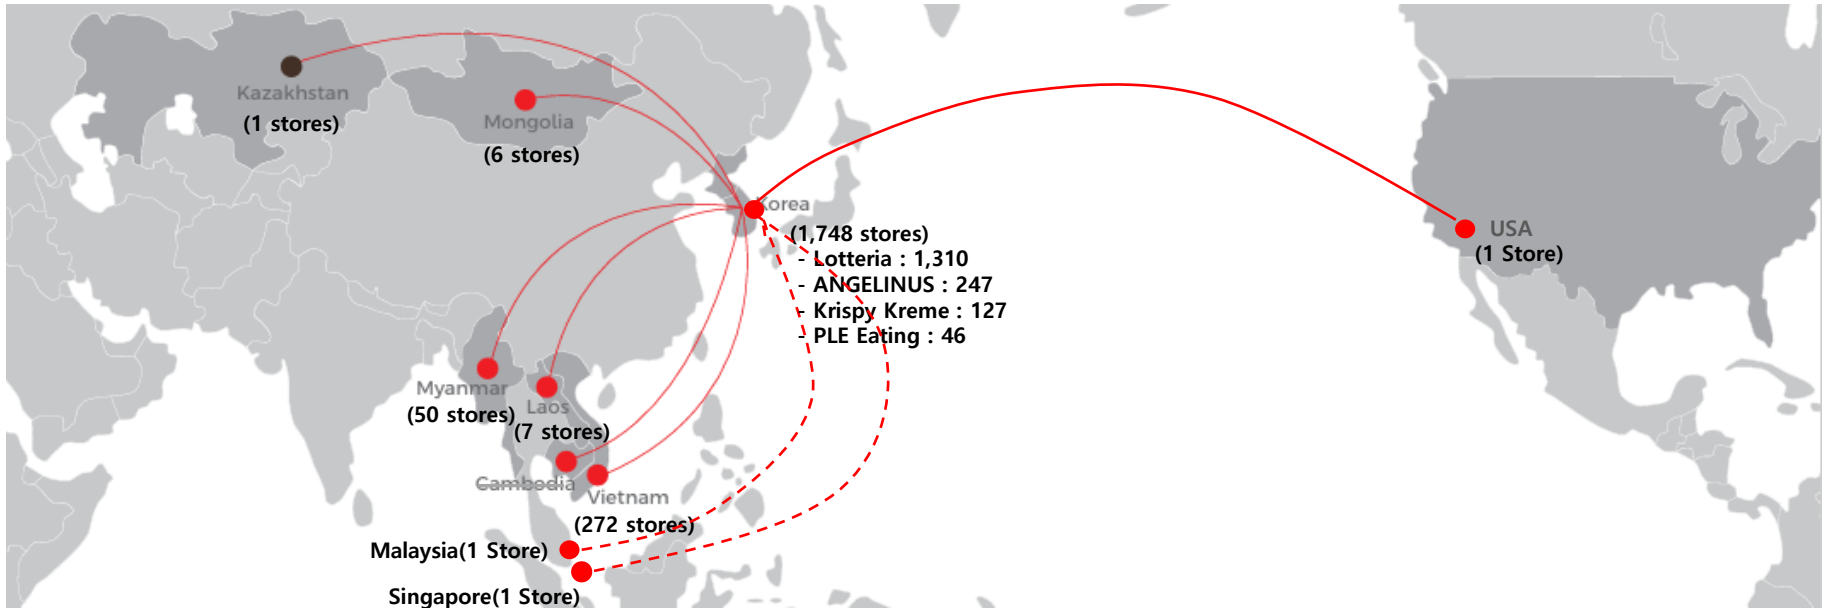 Kazakhstan
(1 stores)
Mongolia
(6 stores)
Korea
(1,748 stores)
- Lotteria : 1,310
- ANGELINUS : 247
- Krispy Kreme : 127
- PLE Eating : 46
USA
(1 Store)
Myanmar
(50 stores)
Laos
(7 stores)
Cambodia
Vietnam
(272 stores)
Malaysia(1 Store)
Singapore(1 Store)